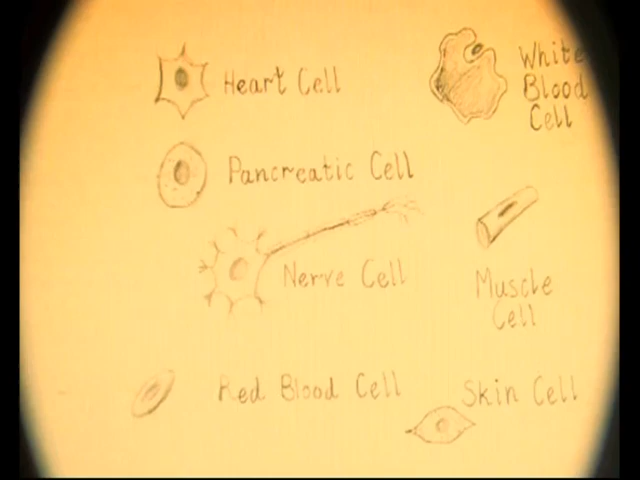 Heart Cell
White
Blood
Cell
Pancreatic Cell
Nerve Cell
Muscle
Cell
Red Blood Cell
Skin Cell